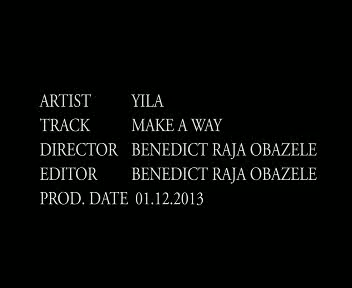 ARTIST YILA
TRACK MAKE A WAY
DIRECTOR BENEDICT RAJA OBAZELE
EDITOR BENEDICT RAJA OBAZELE
PROD. DATE 01.12.2013